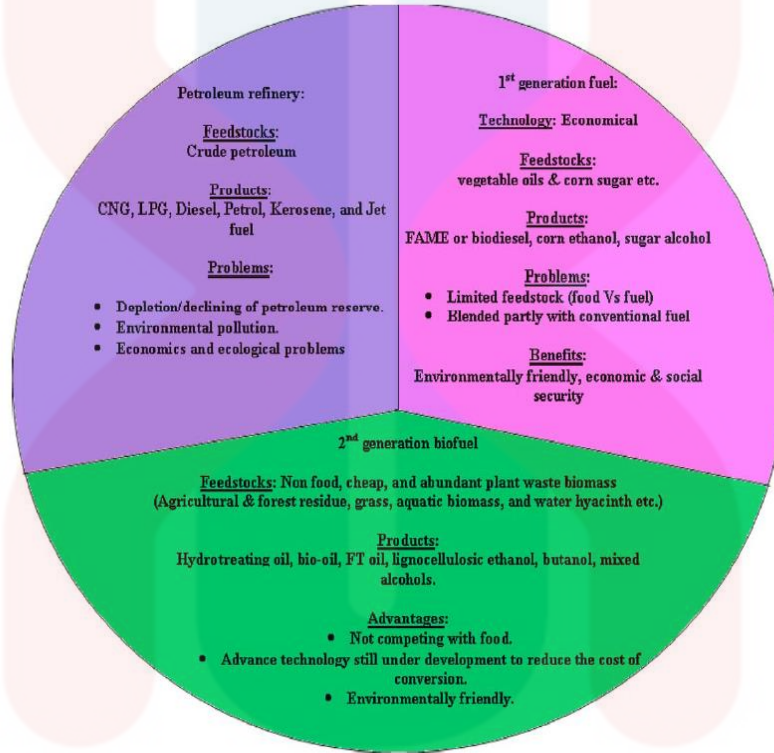 Petroleum refinery:
Feedstocks:
Crude petroleum
Products:
CNG, LPG, Diesel, Petrol, Kerosene, and Jet
fuel
Problems:
• Depletion/declining of petroleum reserve.
• Environmental pollution.
• Economics and ecological problems
1st generation fuel:
Technology: Economical
Feedstocks:
vegetable oils & corn sugar etc.
Products:
FAME or biodiesel, corn ethanol, sugar alcohol
Problems:
• Limited feedstock (food Vs fuel)
• Blended partly with conventional fuel
Benefits:
Environmentally friendly, economic & social
security
2nd generation biofuel
Feedstocks: Non food, cheap, and abundant plant waste biomass
(Agricultural & forest residue, grass, aquatic biomass, and water hyacinth etc.)
Products:
Hydrotreating oil, bio-oil, FT oil, lignocellulosic ethanol, butanol, mixed
alcohols.
Advantages:
• Not competing with food.
• Advance technology still under development to reduce the cost of
conversion.
• Environmentally friendly.